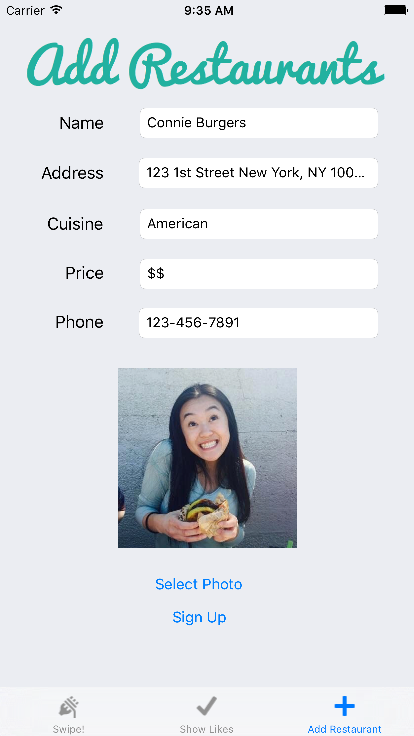 Carrier 9:35 AM
Add Restaurants
Name Connie Burgers
Address 123 1st Street New York, NY 100...
Cuisine American
Price $$
Phone 123-456-7891
Select Photo
Sign Up
Swipe! Show Likes Add Restaurant